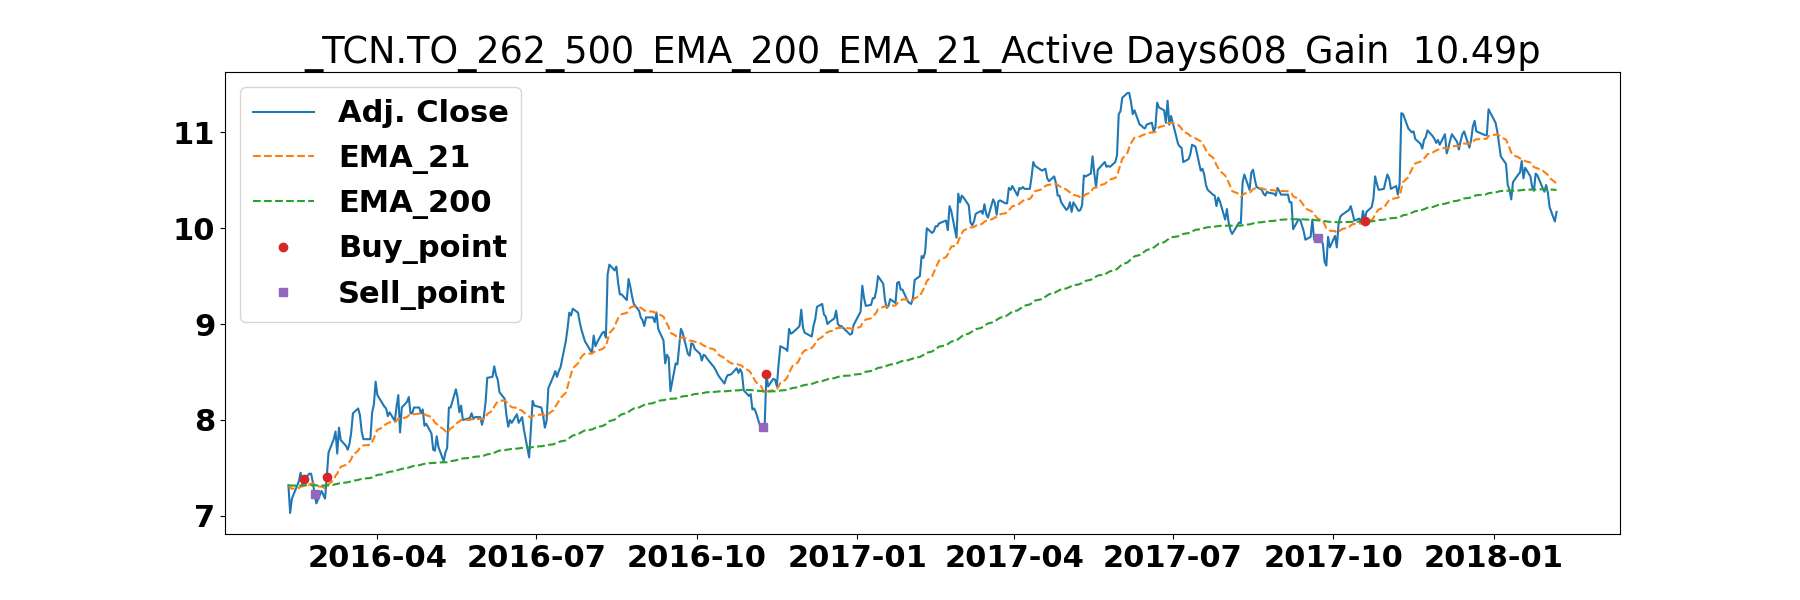 _TCN.TO_262_500_EMA_200_EMA_21_Active Days608_Gain  10.49p
Adj. Close
EMA_21
EMA_200
Buy_point
Sell_point
11
10
9
8
7
2016-04 2016-07 2016-10 2017-01 2017-04 2017-07 2017-10 2018-01